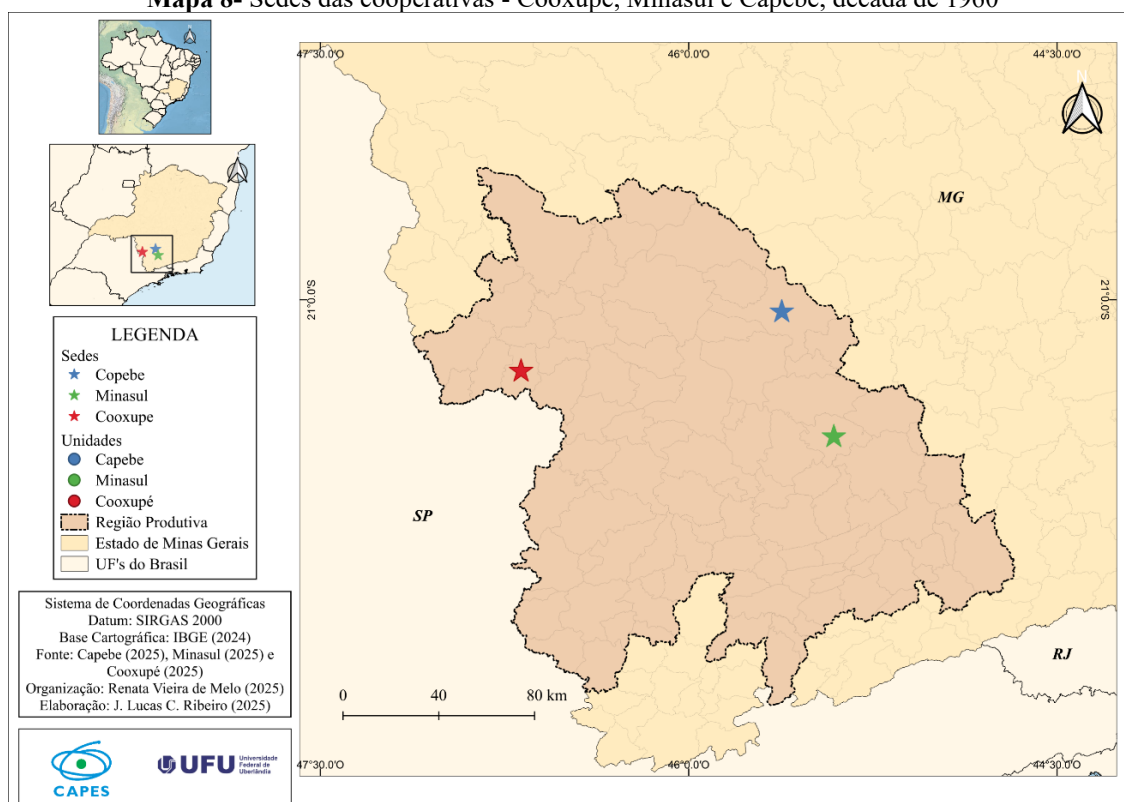 Mapa 8- Sedes das cooperativas - Cooxupé, Minasul e Capebe, década de 1960
47°30.0'O
46°0.0'O
44°30.0'O
N
MG
21°0.0'S
21°0.0'S
SP
RJ
0 40 80 km
47°30.0'O
46°0.0'O
44°30.0'O
LEGENDA
Sedes
Copebe
Minasul
Cooxupe
Unidades
Capebe
Minasul
Cooxupé
Região Produtiva
Estado de Minas Gerais
UF's do Brasil
Sistema de Coordenadas Geográficas
Datum: SIRGAS 2000
Base Cartográfica: IBGE (2024)
Fonte: Capebe (2025), Minasul (2025) e
Cooxupé (2025)
Organização: Renata Vieira de Melo (2025)
Elaboração: J. Lucas C. Ribeiro (2025)
CAPES
UFU
Universidade
Federal de
Uberlândia